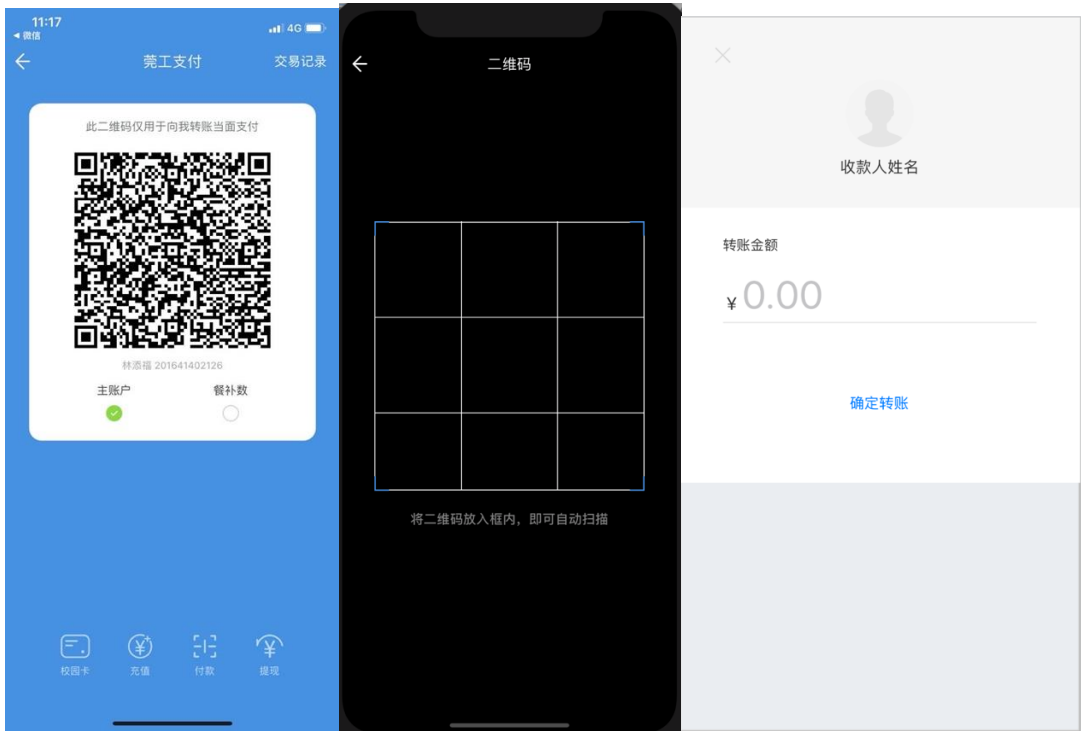 11:17
4G
◀ 微信
莞工支付
交易记录
此二维码仅用于向我转账当面支付
林添福 201641402126
主账户
餐补数
校园卡
充值
付款
提现
二维码
将二维码放入框内，即可自动扫描
收款人姓名
转账金额
¥ 0.00
确定转账